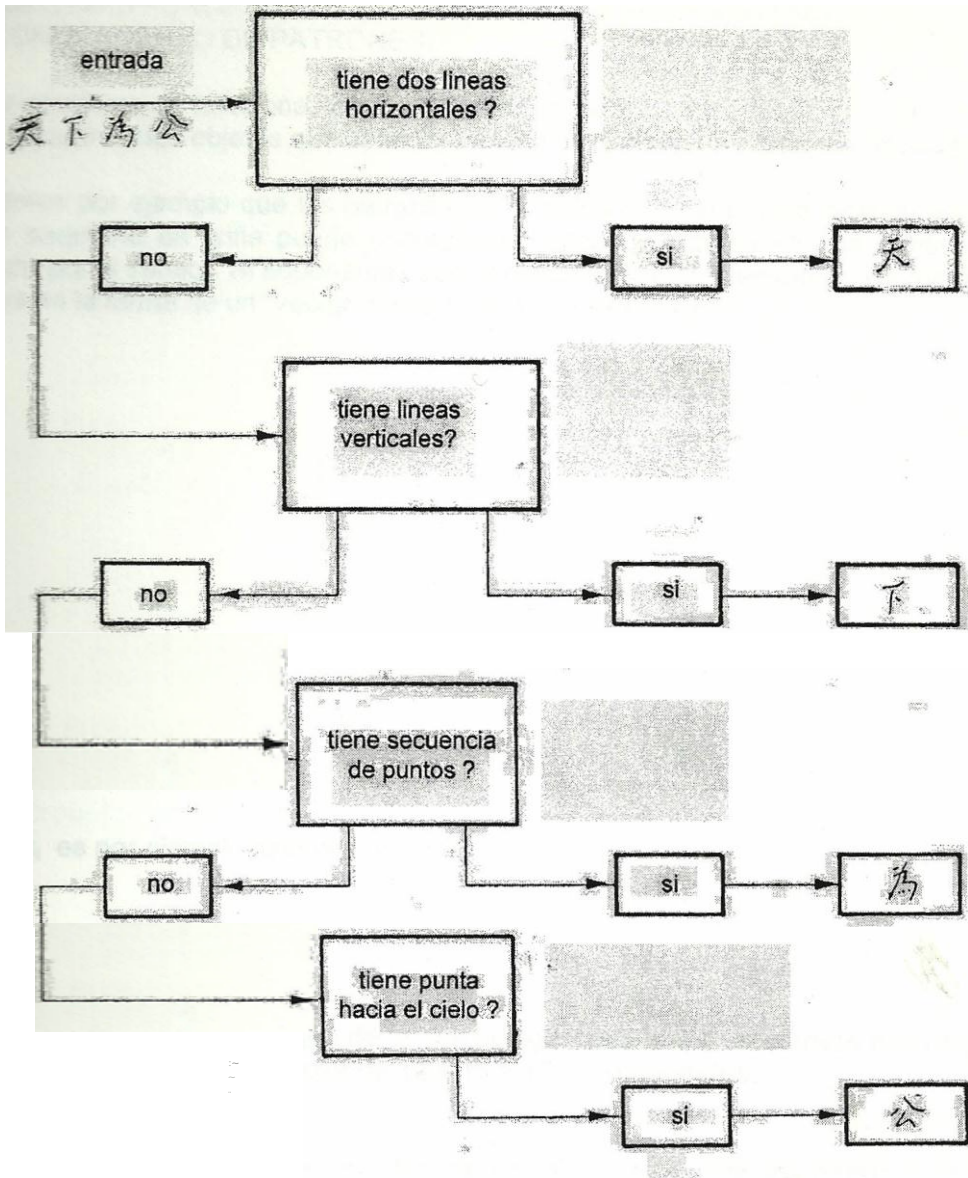 entrada
天下為公
tiene dos lineas
horizontales ?
no
si
天
tiene lineas
verticales?
no
si
下
tiene secuencia
de puntos ?
no
si
為
tiene punta
hacia el cielo ?
si
公